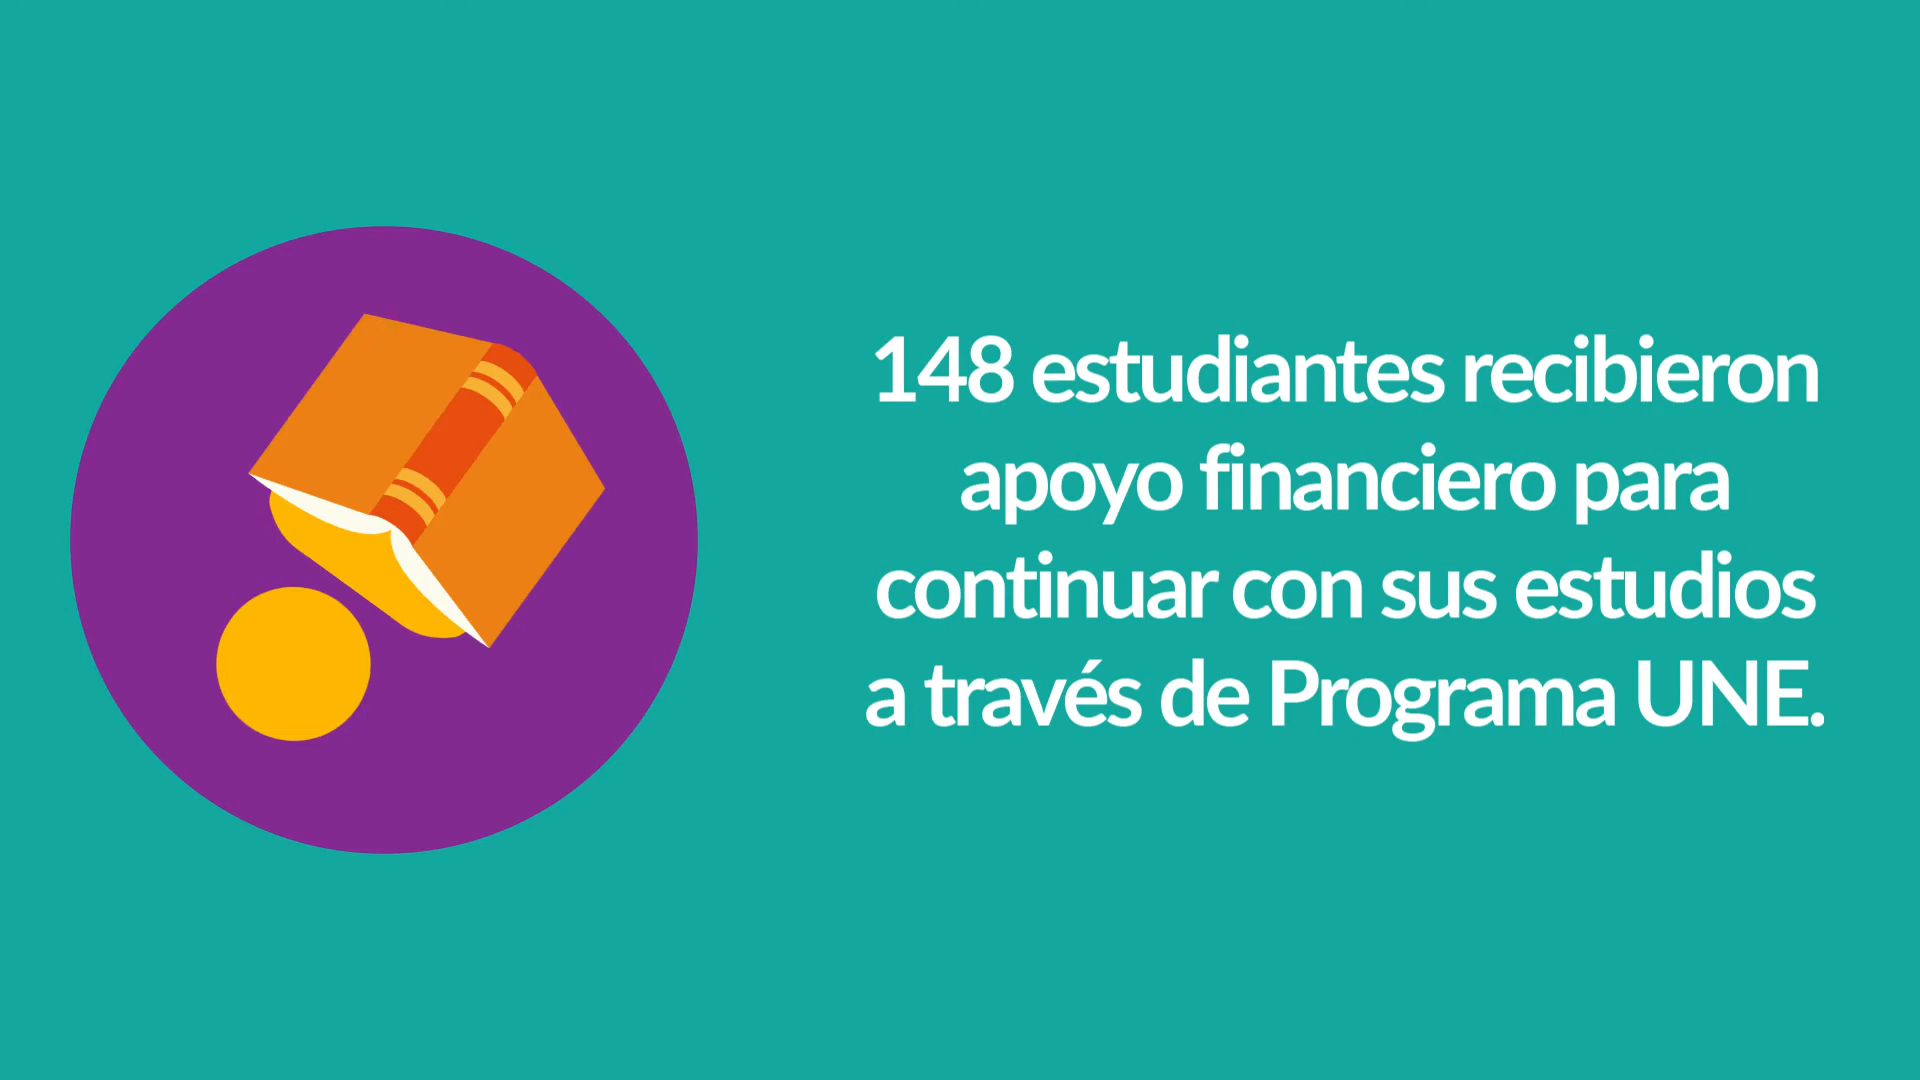 148 estudiantes recibieron
apoyo financiero para
continuar con sus estudios
a través de Programa UNE.